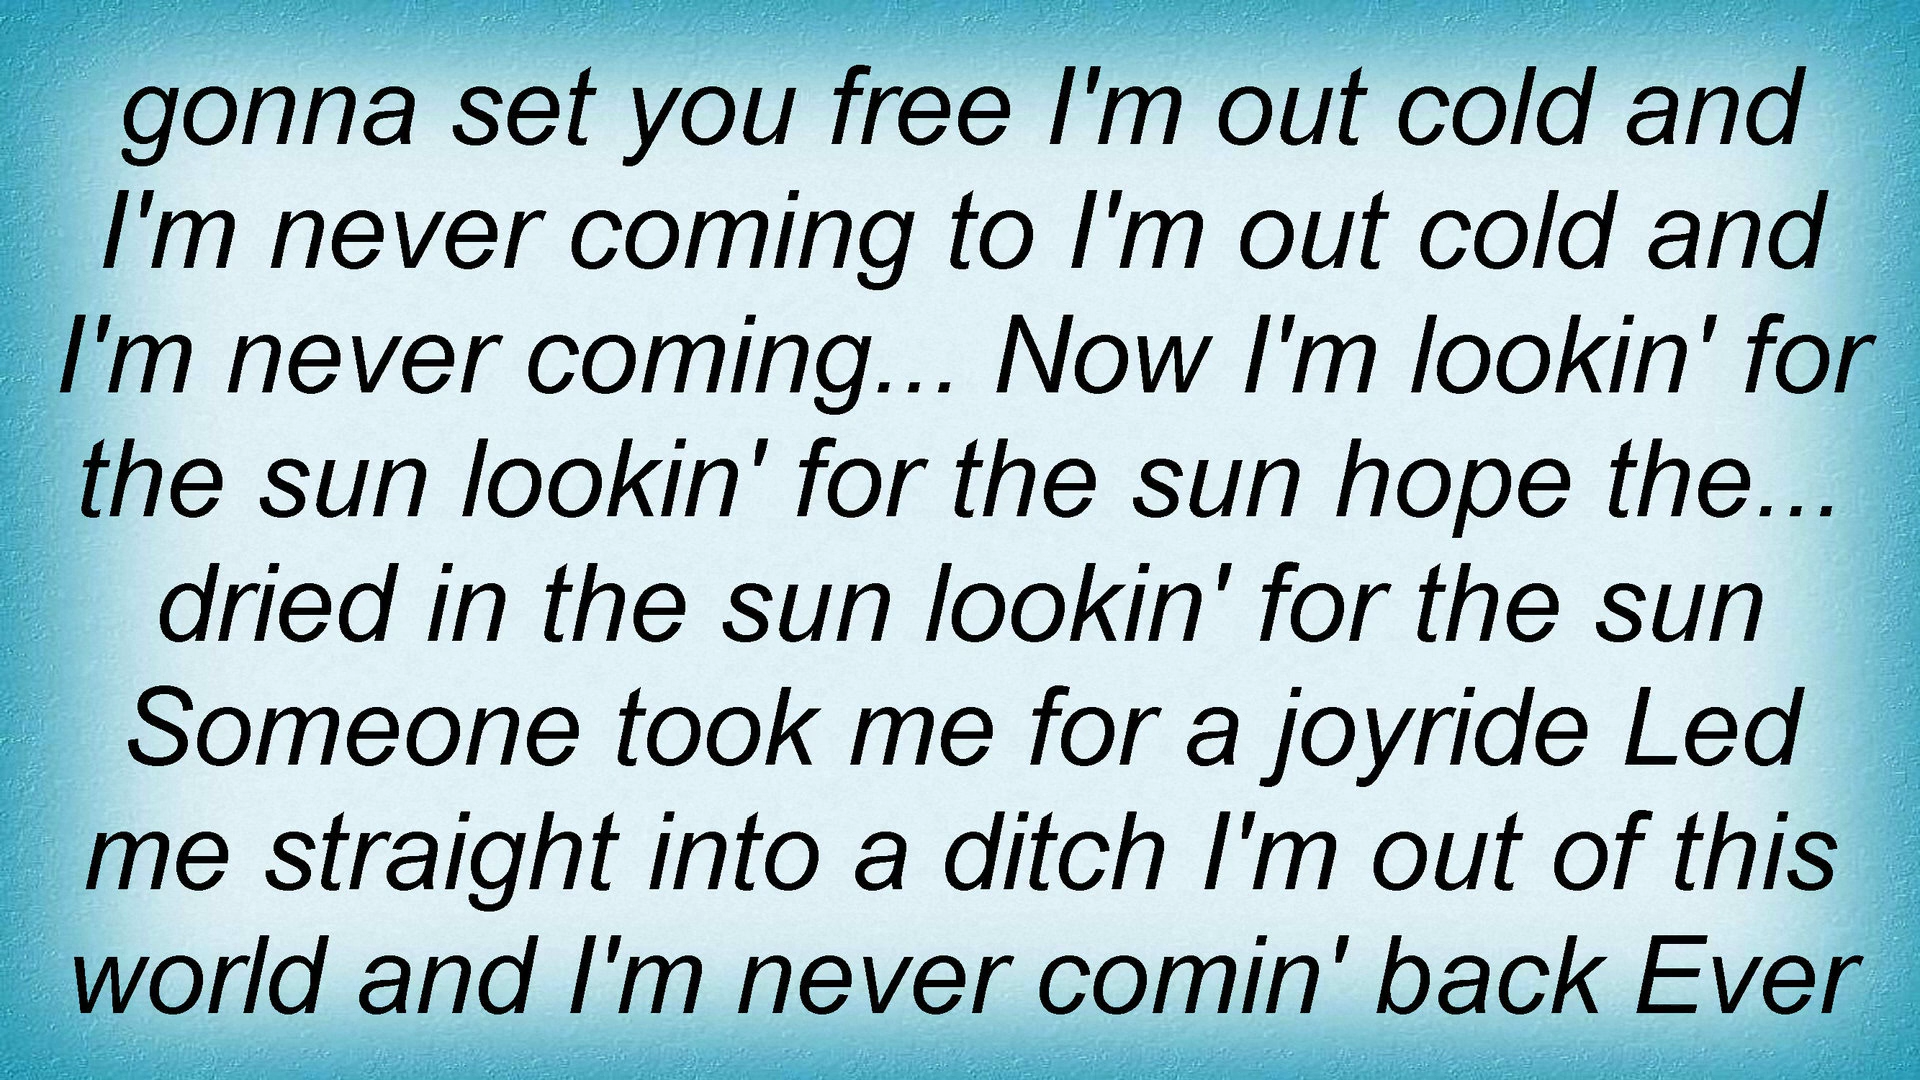 gonna set you free I'm out cold and
I'm never coming to I'm out cold and
I'm never coming... Now I'm lookin' for
the sun lookin' for the sun hope the...
dried in the sun lookin' for the sun
Someone took me for a joyride Led
me straight into a ditch I'm out of this
world and I'm never comin' back Ever